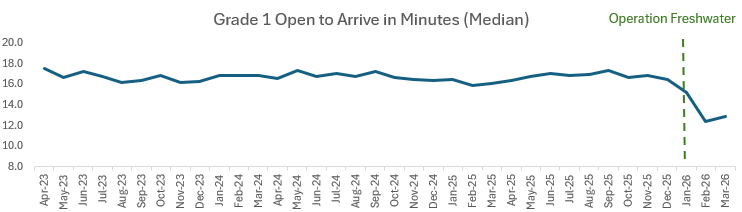 Grade 1 Open to Arrive in Minutes (Median)
Operation Freshwater
20.0
18.0
16.0
14.0
12.0
10.0
8.0
Apr-23
May-23
Jun-23
Jul-23
Aug-23
Sep-23
Oct-23
Nov-23
Dec-23
Jan-24
Feb-24
Mar-24
Apr-24
May-24
Jun-24
Jul-24
Aug-24
Sep-24
Oct-24
Nov-24
Dec-24
Jan-25
Feb-25
Mar-25
Apr-25
May-25
Jun-25
Jul-25
Aug-25
Sep-25
Oct-25
Nov-25
Dec-25
Jan-26
Feb-26
Mar-26